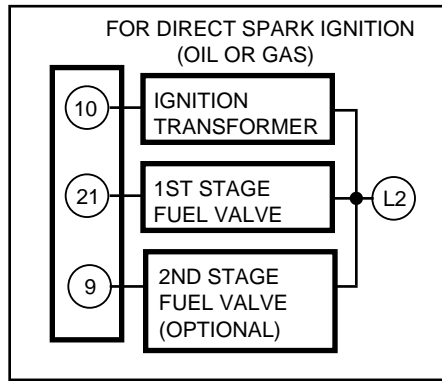 FOR DIRECT SPARK IGNITION
(OIL OR GAS)
10
IGNITION
TRANSFORMER
21
1ST STAGE
FUEL VALVE
L2
9
2ND STAGE
FUEL VALVE
(OPTIONAL)